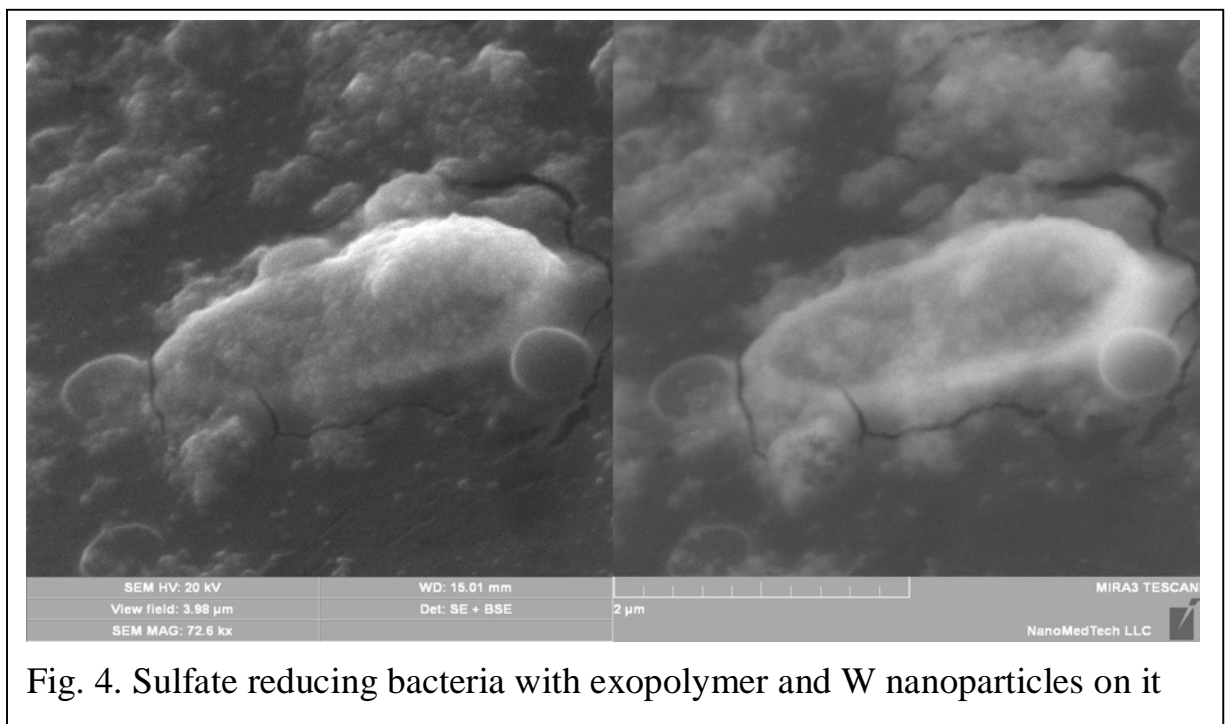 SEM HV: 20 kV
WD: 15.01 mm
MIRA3 TESCAN
View field: 3.98 µm
Det: SE + BSE
2 µm
SEM MAG: 72.6 kx
NanoMedTech LLC
Fig. 4. Sulfate reducing bacteria with exopolymer and W nanoparticles on it